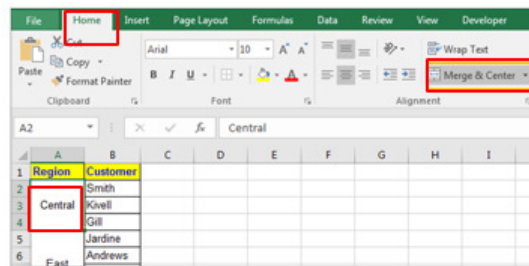 File Home Insert Page Layout Formulas Data Review View Developer
Cut
Copy
Format Painter
Paste
Arial 10 A A
B I U A
Wrap Text
Merge & Center
Clipboard Font Alignment
A2 fx Central
A B C D E F G H I
1 Region Customer
2 Smith
3 Central Kivell
4 Gill
5 Jardine
6 East Andrews